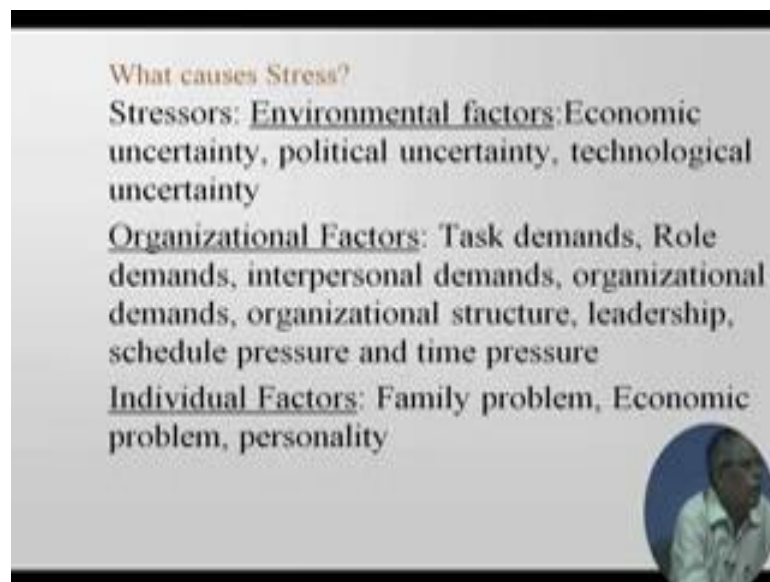 What causes Stress?
Stressors: Environmental factors:Economic
uncertainty, political uncertainty, technological
uncertainty
Organizational Factors: Task demands, Role
demands, interpersonal demands, organizational
demands, organizational structure, leadership,
schedule pressure and time pressure
Individual Factors: Family problem, Economic
problem, personality